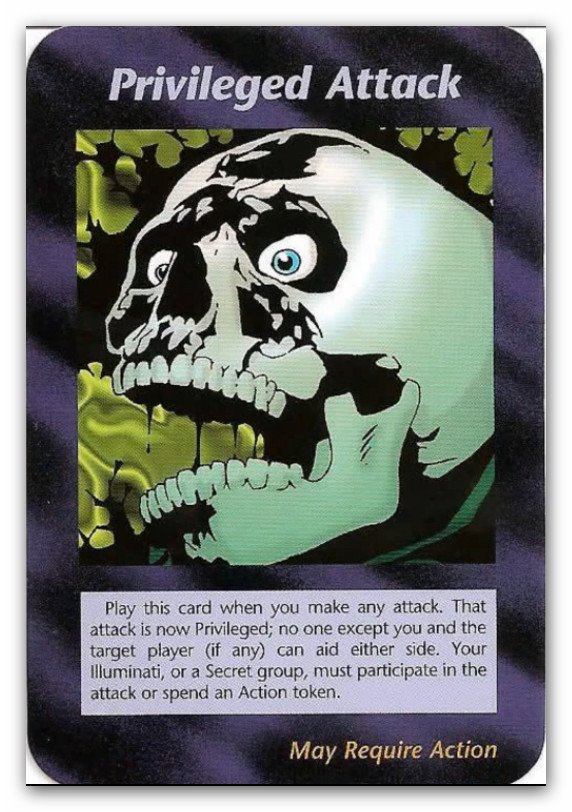 Privileged Attack
Play this card when you make any attack. That
attack is now Privileged; no one except you and the
target player (if any) can aid either side. Your
Illuminati, or a Secret group, must participate in the
attack or spend an Action token.
May Require Action